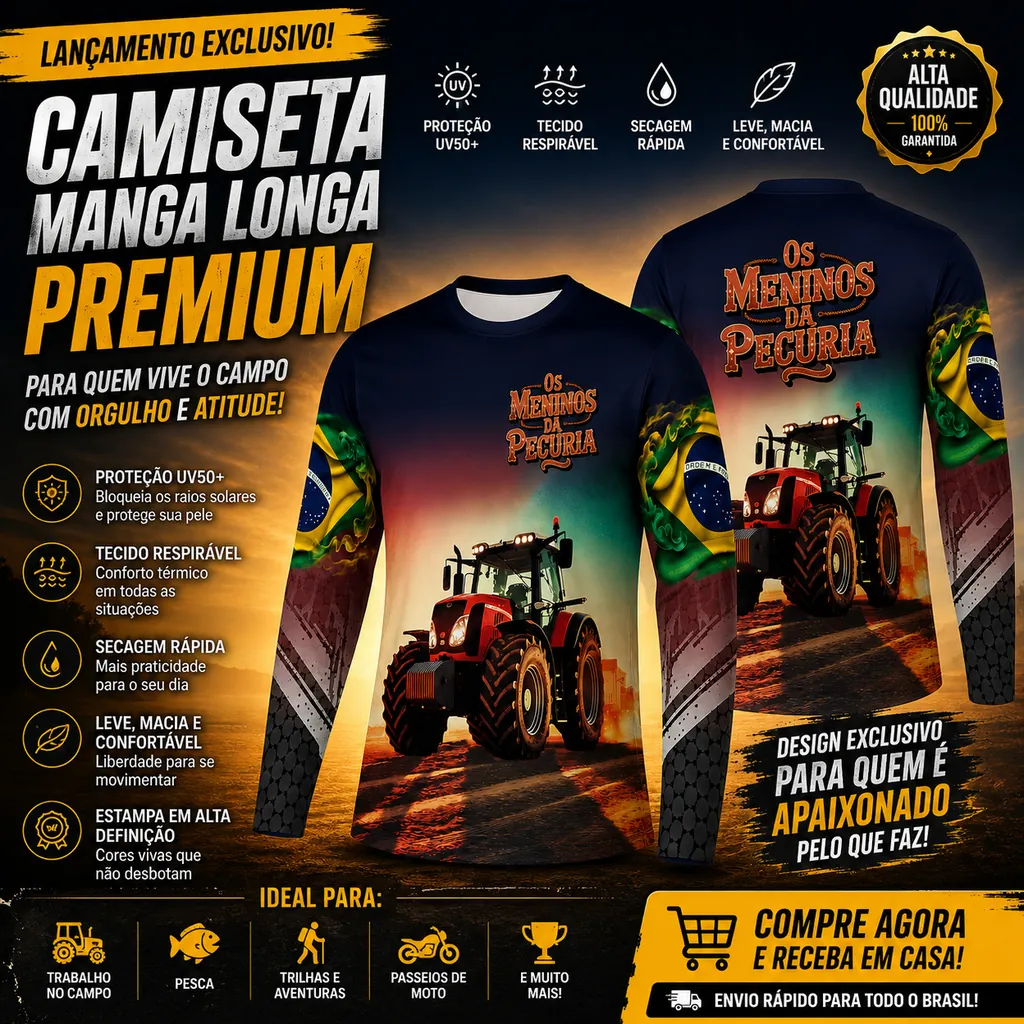 LANÇAMENTO EXCLUSIVO!
CAMISETA
MANGA LONGA
PREMIUM
PARA QUEM VIVE O CAMPO
COM ORGULHO E ATITUDE!
UV
PROTEÇÃO
UV50+
TECIDO
RESPIRÁVEL
SECAGEM
RÁPIDA
LEVE, MACIA
E CONFORTÁVEL
ALTA
QUALIDADE
100%
GARANTIDA
OS
MENINOS
DA
PECURIA
OS
MENINOS
DA
PECÚRIA
PROTEÇÃO UV50+
Bloqueia os raios solares
e protege sua pele
TECIDO RESPIRÁVEL
Conforto térmico
em todas as
situações
SECAGEM RÁPIDA
Mais praticidade
para o seu dia
LEVE, MACIA E
CONFORTÁVEL
Liberdade para se
movimentar
ESTAMPA EM ALTA
DEFINIÇÃO
Cores vivas que
não desbotam
DESIGN EXCLUSIVO
PARA QUEM É
APAIXONADO
PELO QUE FAZ!
IDEAL PARA:
TRABALHO
NO CAMPO
PESCA
TRILHAS E
AVENTURAS
PASSEIOS DE
MOTO
E MUITO
MAIS!
COMPRE AGORA
E RECEBA EM CASA!
ENVIO RÁPIDO PARA TODO O BRASIL!